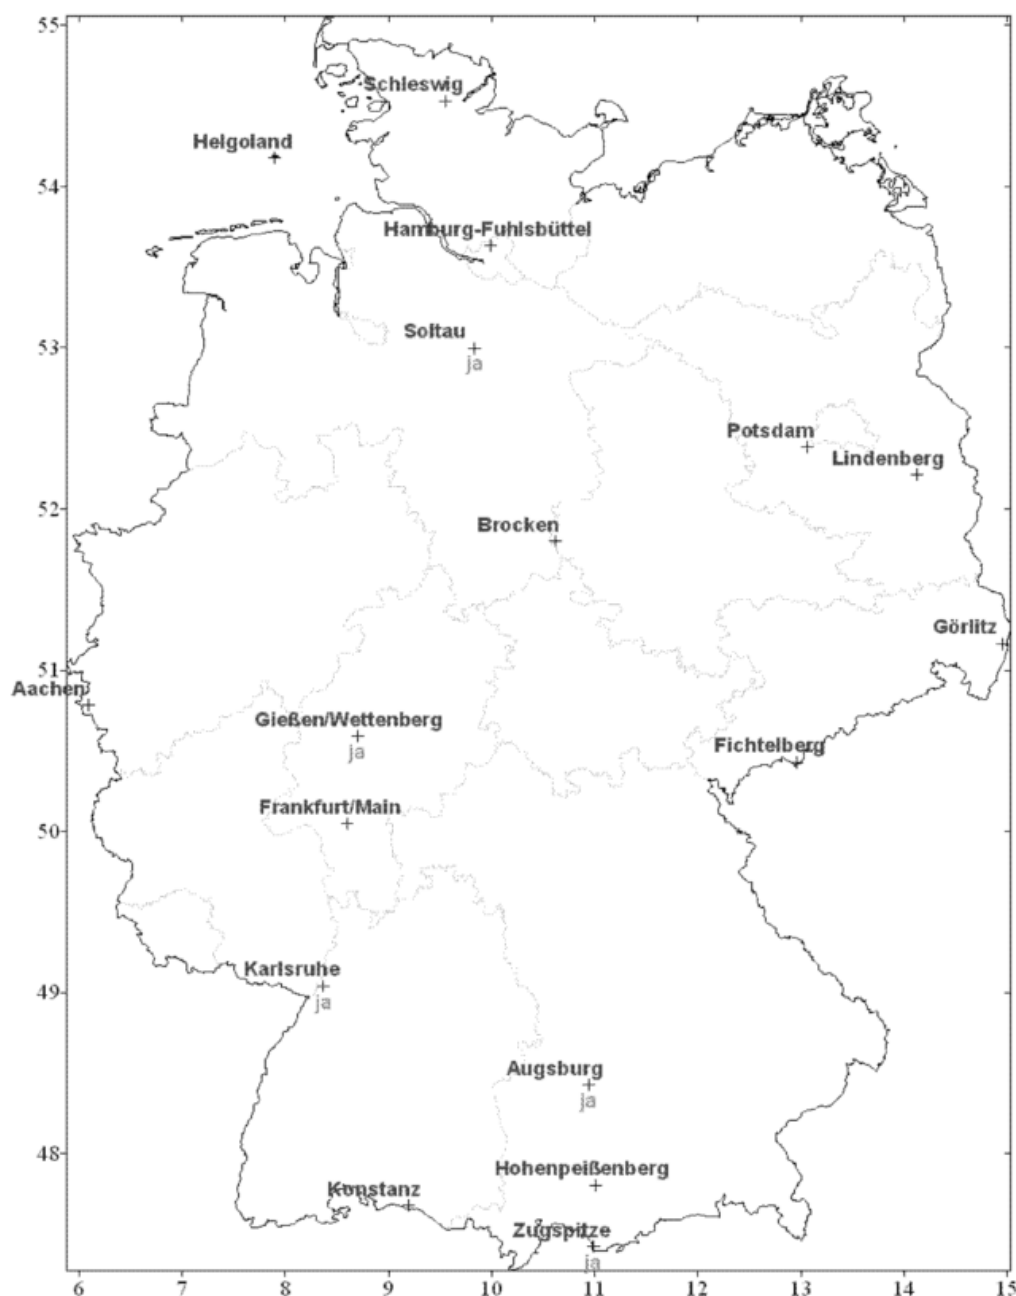 55
Schleswig
Helgoland
54
Hamburg-Fuhlsbüttel
Soltau
53
ja
Potsdam
Lindenberg
52
Brocken
Görlitz
51
Aachen
Gießen/Wettenberg
ja
Fichtelberg
Frankfurt/Main
50
Karlsruhe
49
ja
Augsburg
ja
48
Hohenpeißenberg
Konstanz
Zugspitze
ja
6 7 8 9 10 11 12 13 14 15